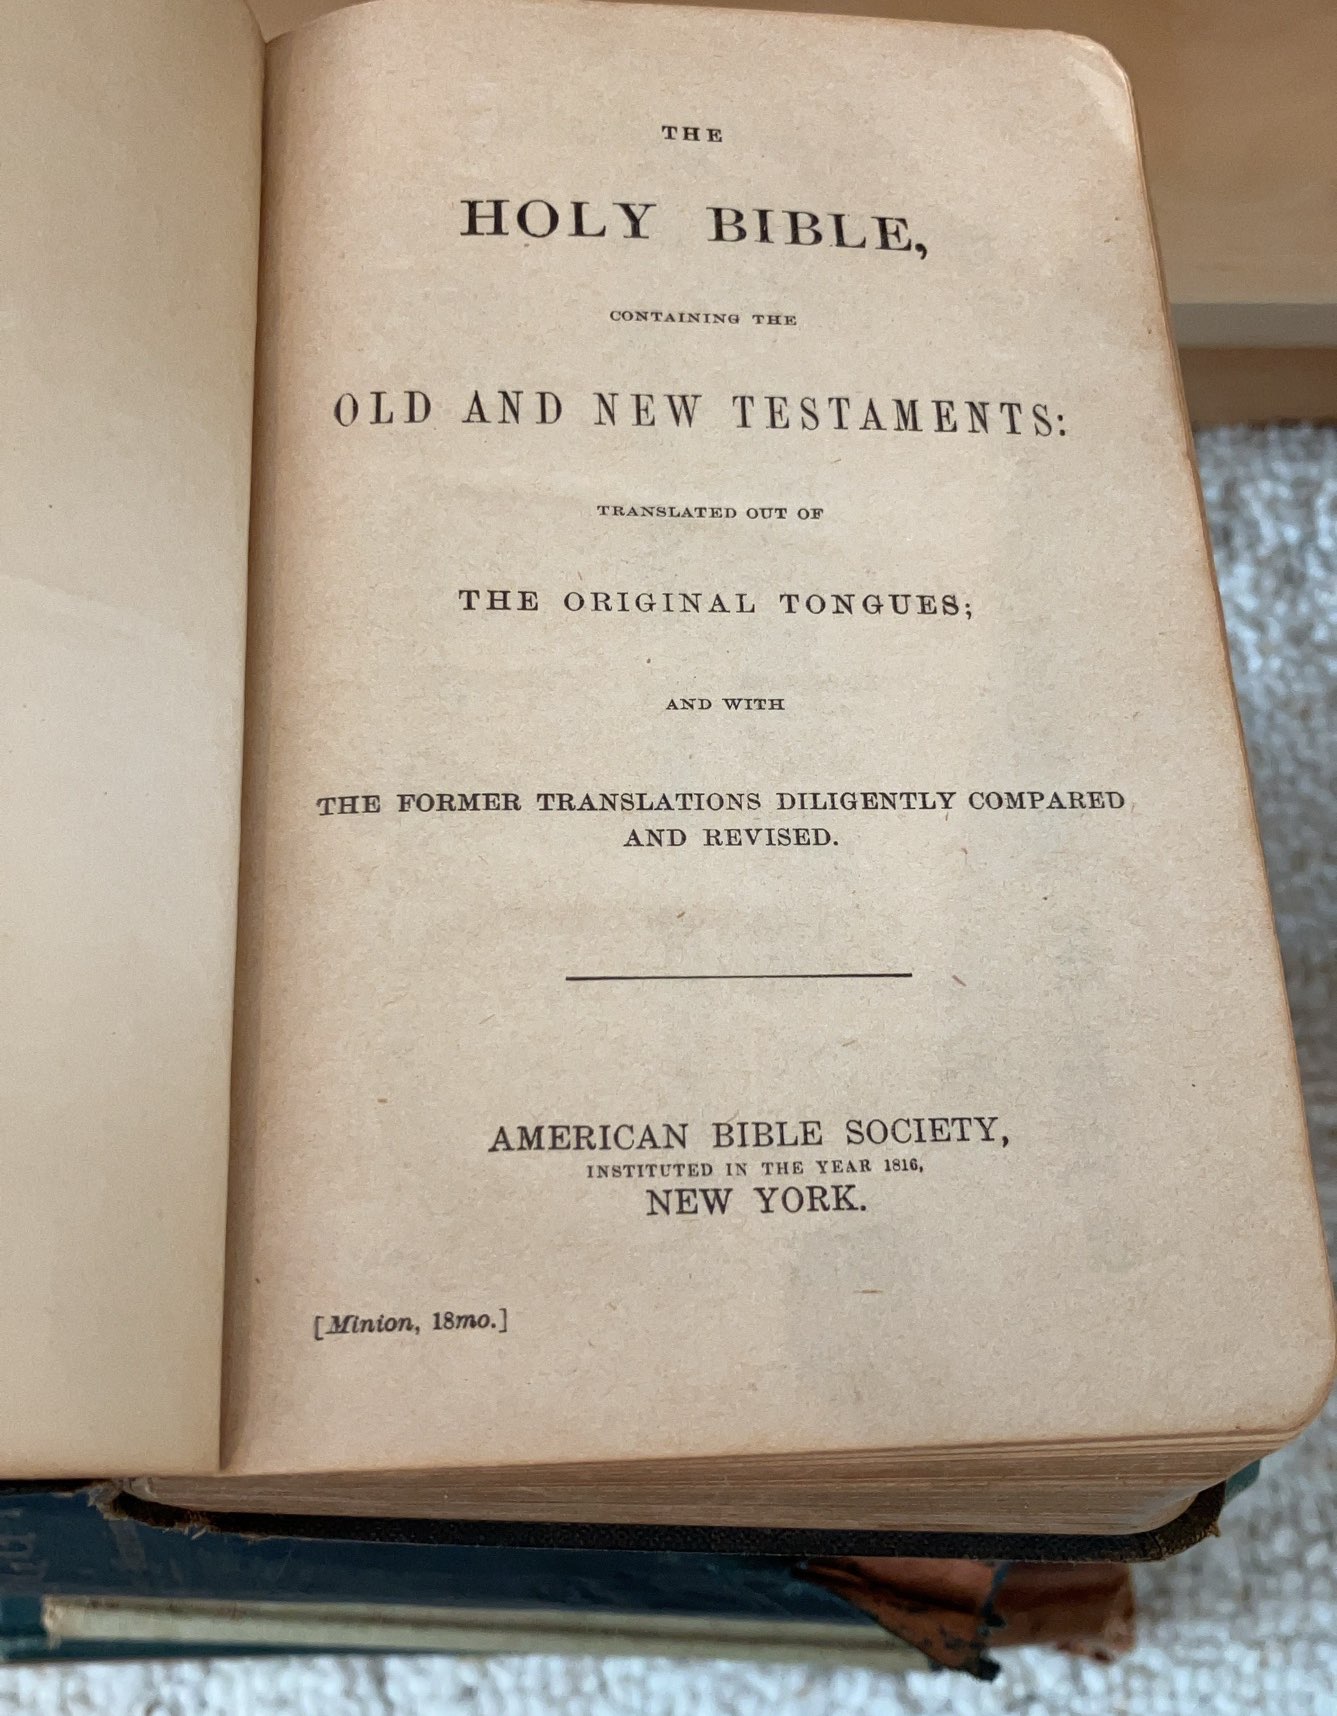 THE
HOLY BIBLE,
CONTAINING THE
OLD AND NEW TESTAMENTS:
TRANSLATED OUT OF
THE ORIGINAL TONGUES;
AND WITH
THE FORMER TRANSLATIONS DILIGENTLY COMPARED
AND REVISED.
AMERICAN BIBLE SOCIETY,
INSTITUTED IN THE YEAR 1816,
NEW YORK.
[Minion, 18mo.]